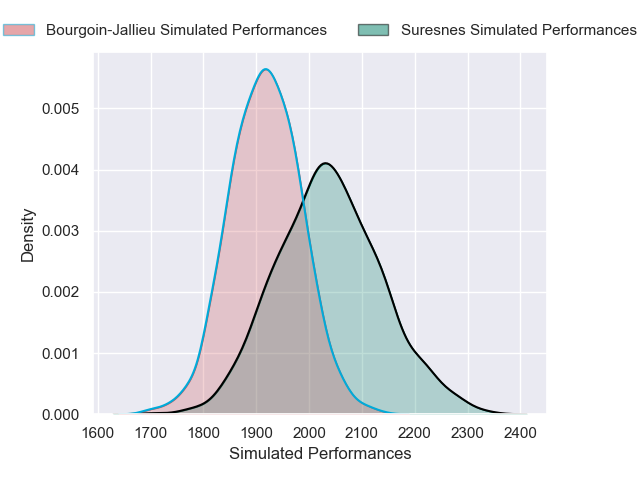 Bourgoin-Jallieu Simulated Performances
Suresnes Simulated Performances
0.005
0.004
0.003
0.002
0.001
0.000
Density
1600 1700 1800 1900 2000 2100 2200 2300 2400
Simulated Performances